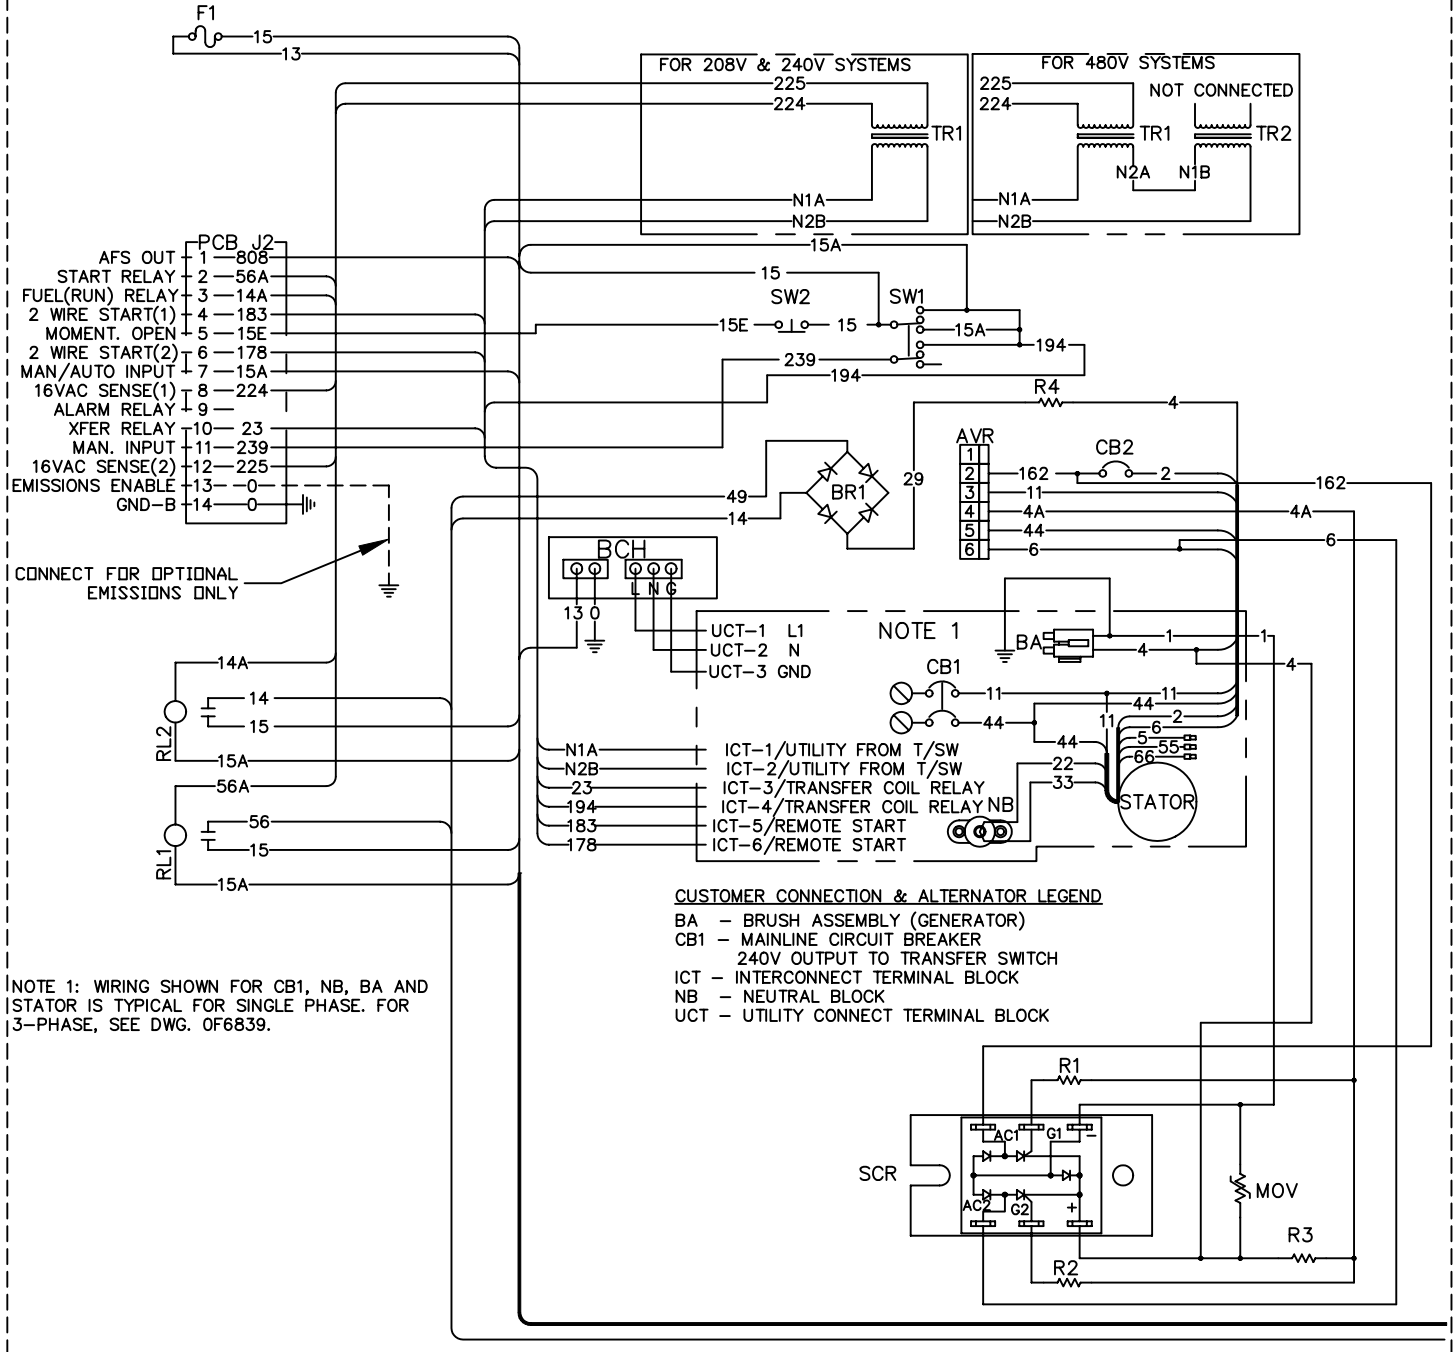 F1
15
13
FOR 208V & 240V SYSTEMS
225
224
TR1
N1A
N2B
FOR 480V SYSTEMS
225
224
NOT CONNECTED
TR1
TR2
N2A
N1B
N1A
N2B
PCB J2
AFS OUT 1 808
START RELAY 2 56A
FUEL(RUN) RELAY 3 14A
2 WIRE START(1) 4 183
MOMENT. OPEN 5 15E
2 WIRE START(2) 6 178
MAN/AUTO INPUT 7 15A
16VAC SENSE(1) 8 224
ALARM RELAY 9
XFER RELAY 10 23
MAN. INPUT 11 239
16VAC SENSE(2) 12 225
EMISSIONS ENABLE 13 0
GND-B 14 0
CONNECT FOR OPTIONAL
EMISSIONS ONLY
15A
15
SW2
SW1
15E
15
15A
194
239
194
R4
4
AVR
1
2 162
3 11
4 4A
5 44
6 6
CB2
2
162
4A
6
29
BR1
49
14
BCH
L N G
13 0
UCT-1 L1
UCT-2 N
UCT-3 GND
NOTE 1
BA
1
1
4
4
CB1
11
11
44
44
11
2
6
5
55
66
44
22
33
STATOR
NB
N1A ICT-1/UTILITY FROM T/SW
N2B ICT-2/UTILITY FROM T/SW
23 ICT-3/TRANSFER COIL RELAY
194 ICT-4/TRANSFER COIL RELAY
183 ICT-5/REMOTE START
178 ICT-6/REMOTE START
14A
14
15
RL2
15A
56A
56
15
RL1
15A
CUSTOMER CONNECTION & ALTERNATOR LEGEND
BA - BRUSH ASSEMBLY (GENERATOR)
CB1 - MAINLINE CIRCUIT BREAKER
240V OUTPUT TO TRANSFER SWITCH
ICT - INTERCONNECT TERMINAL BLOCK
NB - NEUTRAL BLOCK
UCT - UTILITY CONNECT TERMINAL BLOCK
NOTE 1: WIRING SHOWN FOR CB1, NB, BA AND
STATOR IS TYPICAL FOR SINGLE PHASE. FOR
3-PHASE, SEE DWG. 0F6839.
R1
SCR
AC1
G1
-
AC2
G2
+
MOV
R3
R2